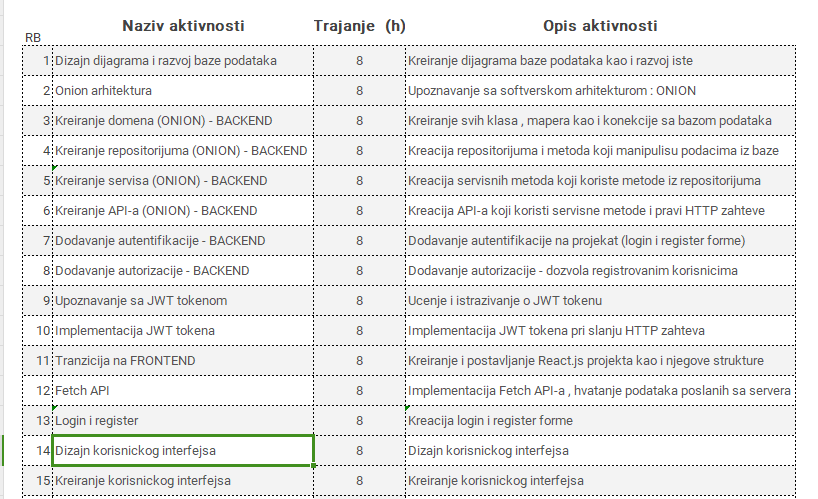 RB Naziv aktivnosti Trajanje (h) Opis aktivnosti
1 Dizajn dijagrama i razvoj baze podataka 8 Kreiranje dijagrama baze podataka kao i razvoj iste
2 Onion arhitektura 8 Upoznavanje sa softverskom arhitekturom : ONION
3 Kreiranje domena (ONION) - BACKEND 8 Kreiranje svih klasa , mapera kao i konekcije sa bazom podataka
4 Kreiranje repositorijuma (ONION) - BACKEND 8 Kreacija repositorijuma i metoda koji manipulisu podacima iz baze
5 Kreiranje servisa (ONION) - BACKEND 8 Kreacija servisnih metoda koji koriste metode iz repositorijuma
6 Kreiranje API-a (ONION) - BACKEND 8 Kreacija API-a koji koristi servisne metode i pravi HTTP zahteve
7 Dodavanje autentifikacije - BACKEND 8 Dodavanje autentifikacije na projekat (login i register forme)
8 Dodavanje autorizacije - BACKEND 8 Dodavanje autorizacije - dozvola registrovanim korisnicima
9 Upoznavanje sa JWT tokenom 8 Ucenje i istrazivanje o JWT tokenu
10 Implementacija JWT tokena 8 Implementacija JWT tokena pri slanju HTTP zahteva
11 Tranzicija na FRONTEND 8 Kreiranje i postavljanje React.js projekta kao i njegove strukture
12 Fetch API 8 Implementacija Fetch API-a , hvatanje podataka poslanih sa servera
13 Login i register 8 Kreacija login i register forme
14 Dizajn korisnickog interfejsa 8 Dizajn korisnickog interfejsa
15 Kreiranje korisnickog interfejsa 8 Kreiranje korisnickog interfejsa